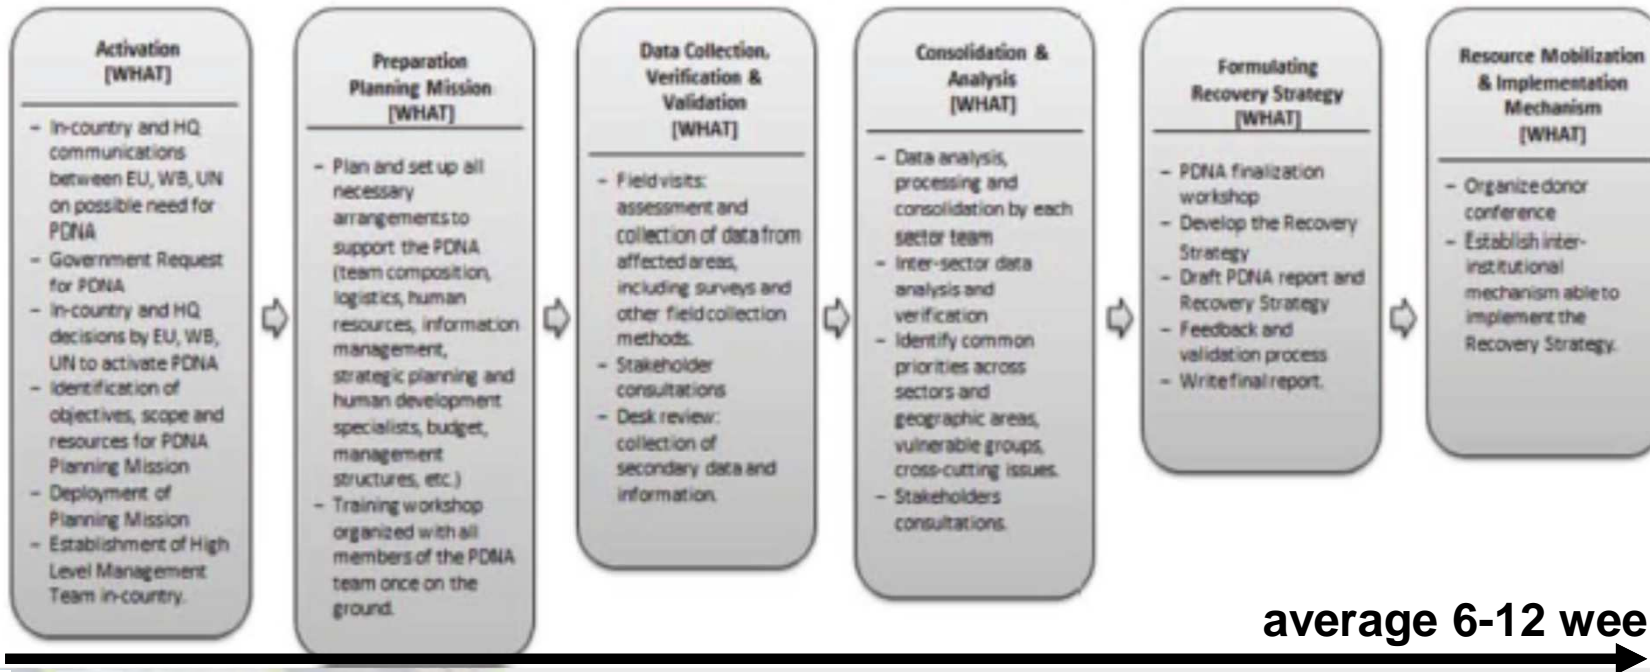 Activation
[WHAT]
– In-country and HQ
communications
between EU, WB, UN
on possible need for
PDNA
– Government Request
for PDNA
– In-country and HQ
decisions by EU, WB,
UN to activate PDNA
– Identification of
objectives, scope and
resources for PDNA
Planning Mission
– Deployment of
Planning Mission
– Establishment of High
Level Management
Team in-country.
Preparation
Planning Mission
[WHAT]
– Plan and set up all
necessary
arrangements to
support the PDNA
(team composition,
logistics, human
resources, information
management,
strategic planning and
human development
specialists, budget,
management
structures, etc.)
– Training workshop
organized with all
members of the PDNA
team once on the
ground.
Data Collection,
Verification &
Validation
[WHAT]
– Field visits:
assessment and
collection of data from
affected areas,
including surveys and
other field collection
methods.
– Stakeholder
consultations
– Desk review:
collection of
secondary data and
information.
Consolidation &
Analysis
[WHAT]
– Data analysis,
processing and
consolidation by each
sector team
– Inter-sector data
analysis and
verification
– Identify common
priorities across
sectors and
geographic areas,
vulnerable groups,
cross-cutting issues.
– Stakeholders
consultations.
Formulating
Recovery Strategy
[WHAT]
– PDNA finalization
workshop
– Develop the Recovery
Strategy
– Draft PDNA report and
Recovery Strategy
– Feedback and
validation process
– Write final report.
Resource Mobilization
& Implementation
Mechanism
[WHAT]
– Organize donor
conference
– Establish inter-
institutional
mechanism able to
implement the
Recovery Strategy.
average 6-12 wee